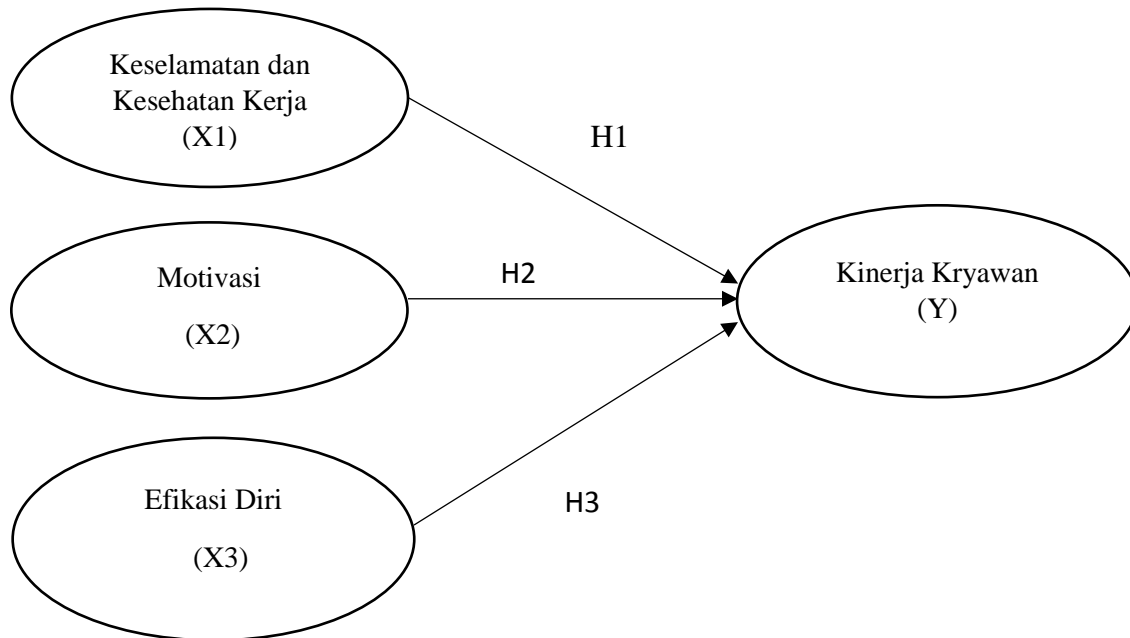 Keselamatan dan
Kesehatan Kerja
(X1)
H1
Motivasi
(X2)
H2
Kinerja Kryawan
(Y)
Efikasi Diri
(X3)
H3